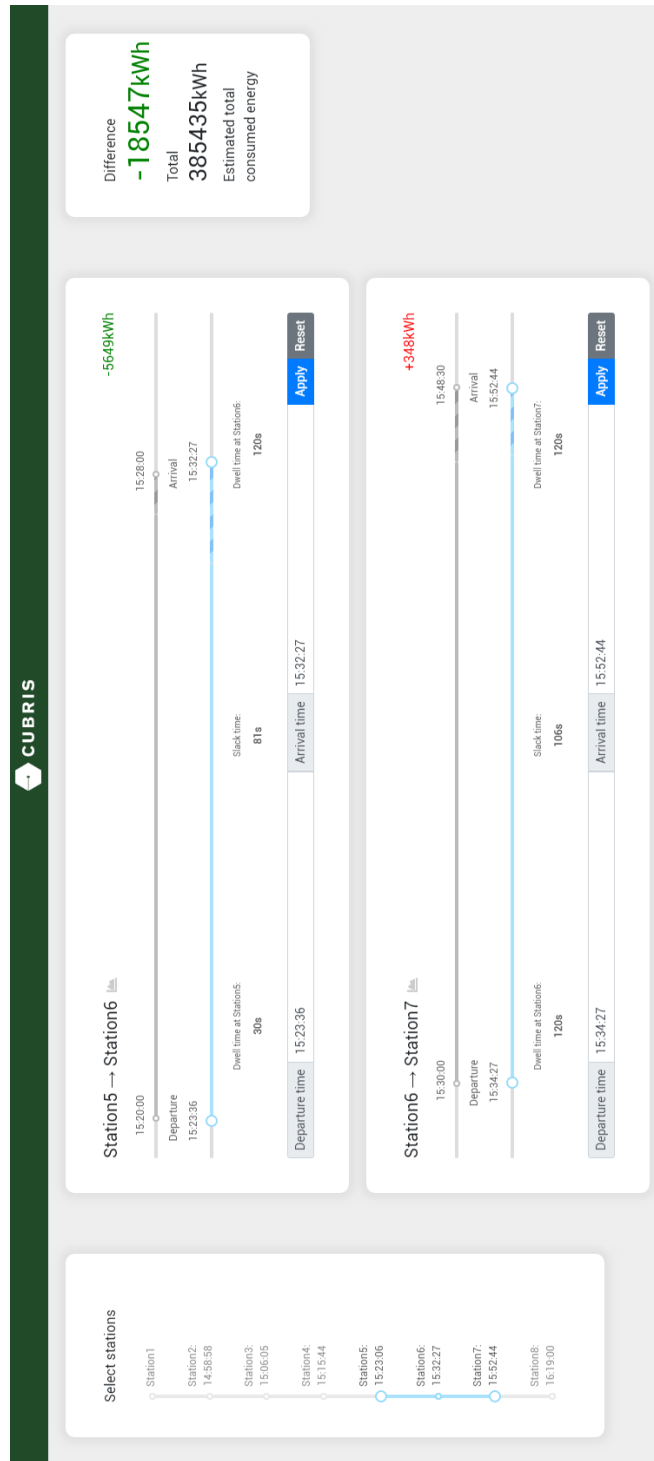 CUBRIS
Select stations
Station1
Station2:
14:58:58
Station3:
15:06:05
Station4:
15:15:44
Station5:
15:23:06
Station6:
15:32:27
Station7:
15:52:44
Station8:
16:19:00
Station5 → Station6
-5649kWh
15:20:00
15:28:00
Departure
Arrival
15:23:36
15:32:27
Dwell time at Station5:
Slack time:
Dwell time at Station6:
30s
81s
120s
Departure time 15:23:36 Arrival time 15:32:27 Apply Reset
Station6 → Station7
+348kWh
15:30:00
15:48:30
Departure
Arrival
15:34:27
15:52:44
Dwell time at Station6:
Slack time:
Dwell time at Station7:
120s
106s
120s
Departure time 15:34:27 Arrival time 15:52:44 Apply Reset
Difference
-18547kWh
Total
385435kWh
Estimated total
consumed energy